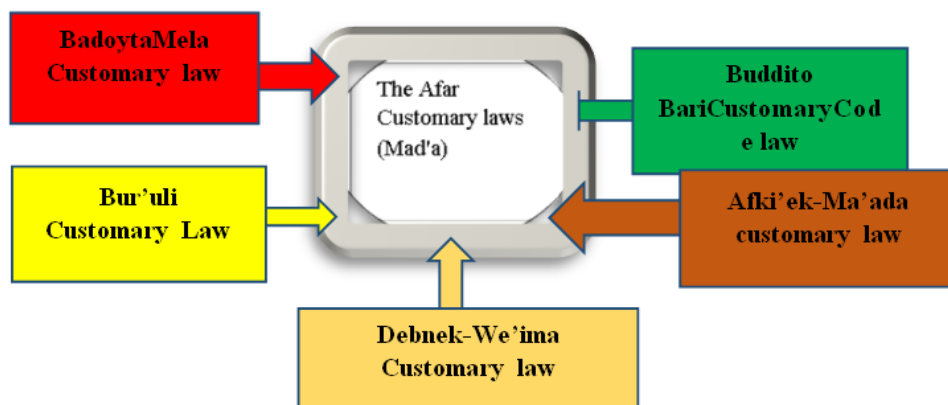 BadoytaMela
Customary law
The Afar
Customary laws
(Mad'a)
Buddito
BariCustomaryCod
e law
Bur’uli
Customary Law
Afki’ek-Ma’ada
customary law
Debnek-We’ima
Customary law